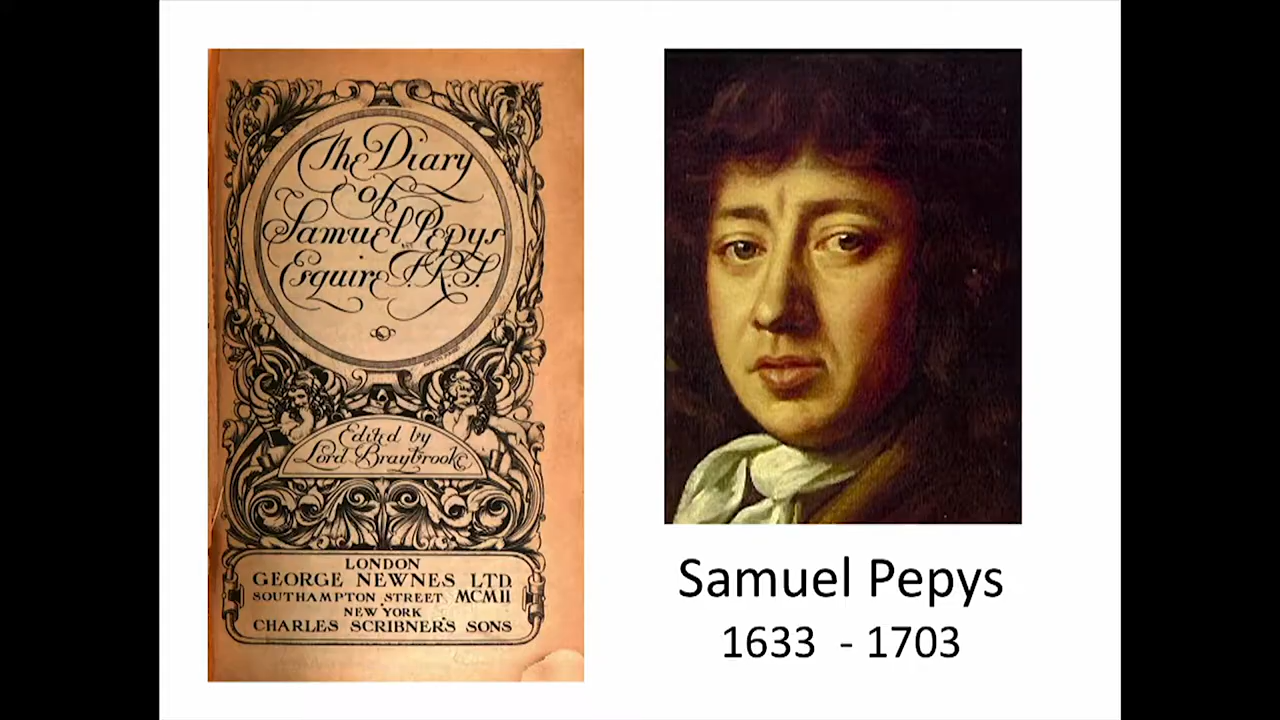 The Diary
of
Samuel Pepys
Esquire F.R.S.
Edited by
Lord Braybrooke
LONDON
GEORGE NEWNES LTD.
SOUTHAMPTON STREET MCMII
NEW YORK
CHARLES SCRIBNER'S SONS
Samuel Pepys
1633 - 1703